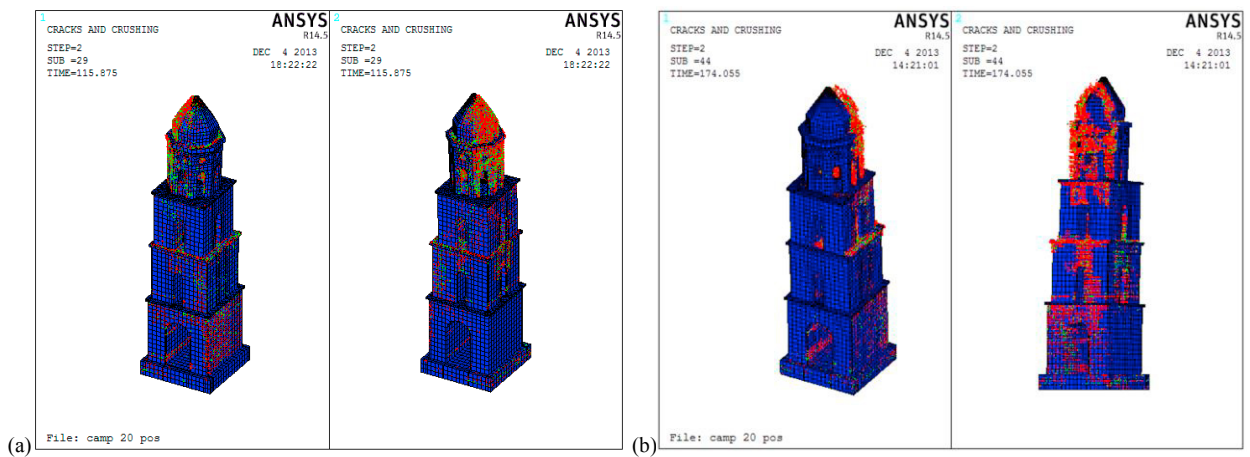 1
ANSYS
R14.5
CRACKS AND CRUSHING
STEP=2
SUB =29
TIME=115.875
DEC 4 2013
18:22:22
2
ANSYS
R14.5
CRACKS AND CRUSHING
STEP=2
SUB =29
TIME=115.875
DEC 4 2013
18:22:22
File: camp 20 pos
(a)
1
ANSYS
R14.5
CRACKS AND CRUSHING
STEP=2
SUB =44
TIME=174.055
DEC 4 2013
14:21:01
2
ANSYS
R14.5
CRACKS AND CRUSHING
STEP=2
SUB =44
TIME=174.055
DEC 4 2013
14:21:01
File: camp 20 pos
(b)